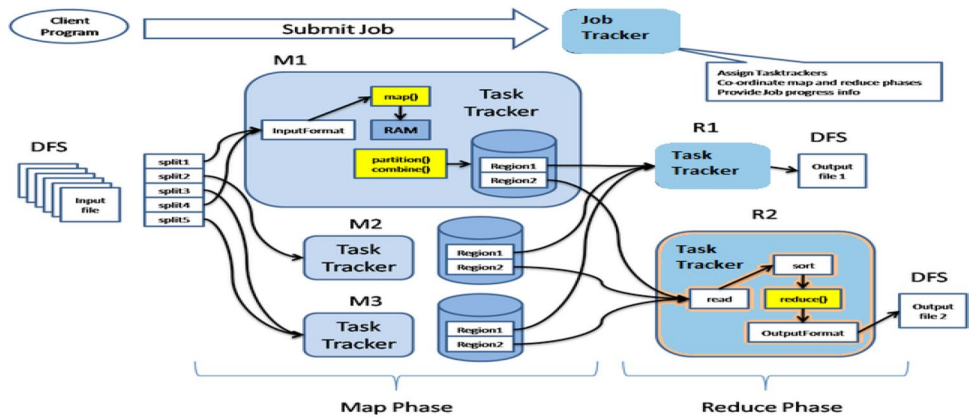 Client
Program
Submit Job
Job
Tracker
Assign Tasktrackers
Co-ordinate map and reduce phases
Provide Job progress info
M1
map()
Task
Tracker
InputFormat
RAM
partition()
combine()
Region1
Region2
DFS
Input
file
split1
split2
split3
split4
split5
R1
Task
Tracker
DFS
Output
file 1
M2
Task
Tracker
Region1
Region2
M3
Task
Tracker
Region1
Region2
R2
Task
Tracker
sort
read
reduce()
OutputFormat
DFS
Output
file 2
Map Phase
Reduce Phase